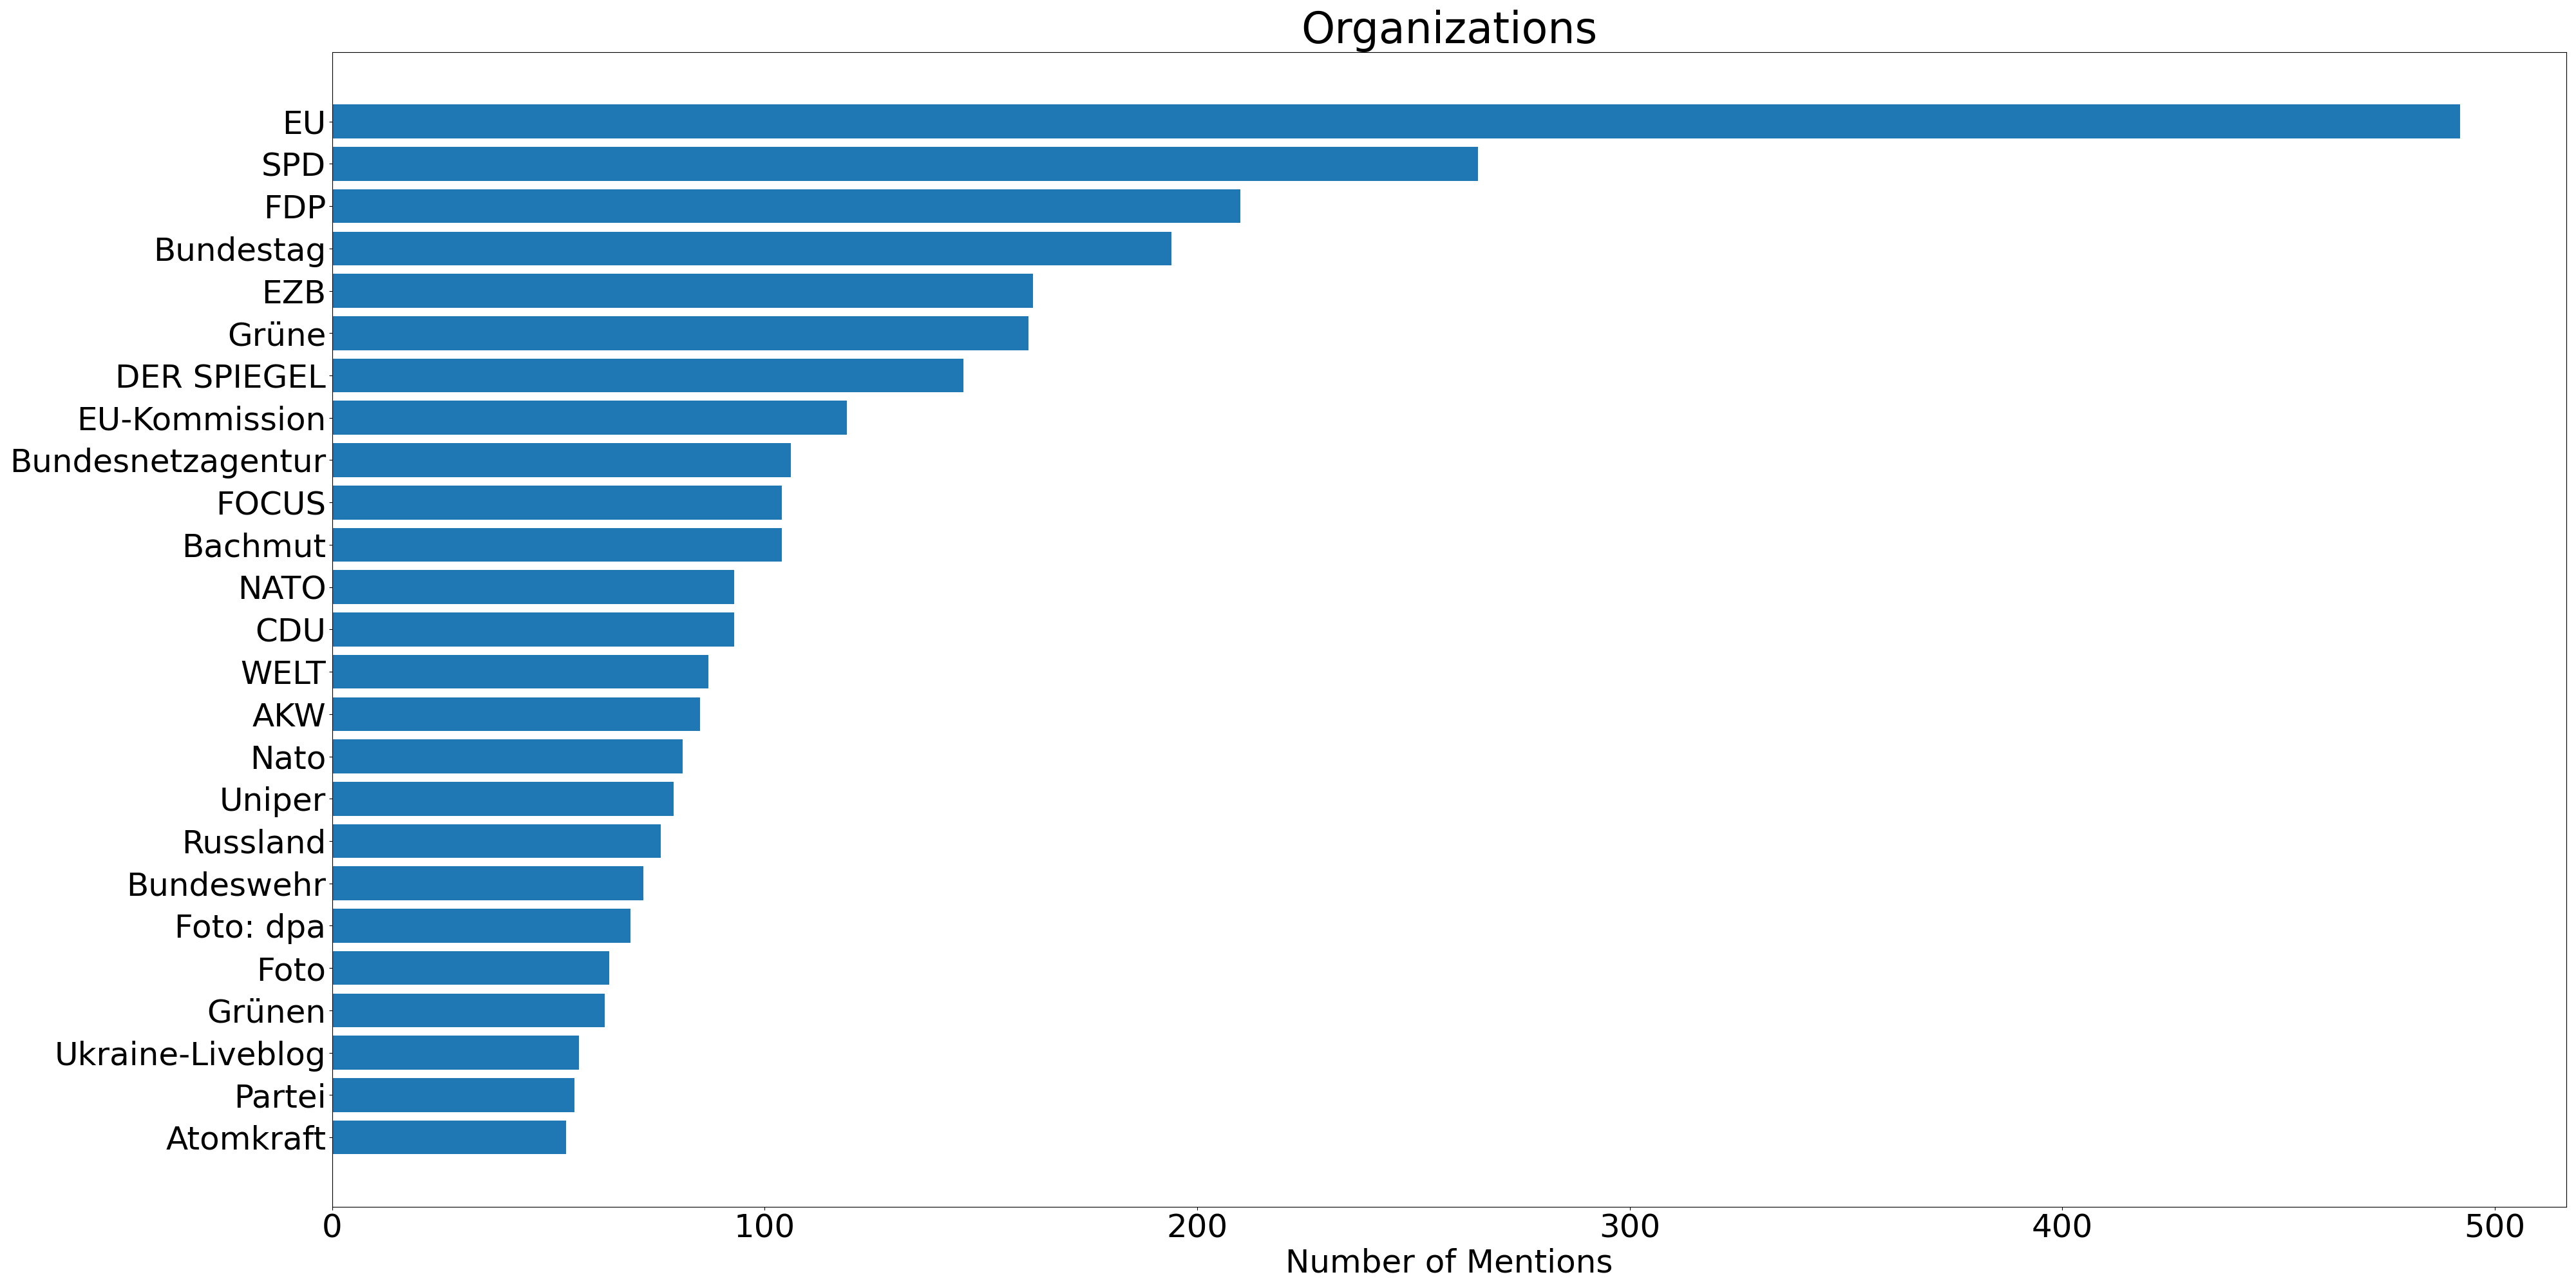 Organizations
EU
SPD
FDP
Bundestag
EZB
Grüne
DER SPIEGEL
EU-Kommission
Bundesnetzagentur
FOCUS
Bachmut
NATO
CDU
WELT
AKW
Nato
Uniper
Russland
Bundeswehr
Foto: dpa
Foto
Grünen
Ukraine-Liveblog
Partei
Atomkraft
0 100 200 300 400 500
Number of Mentions